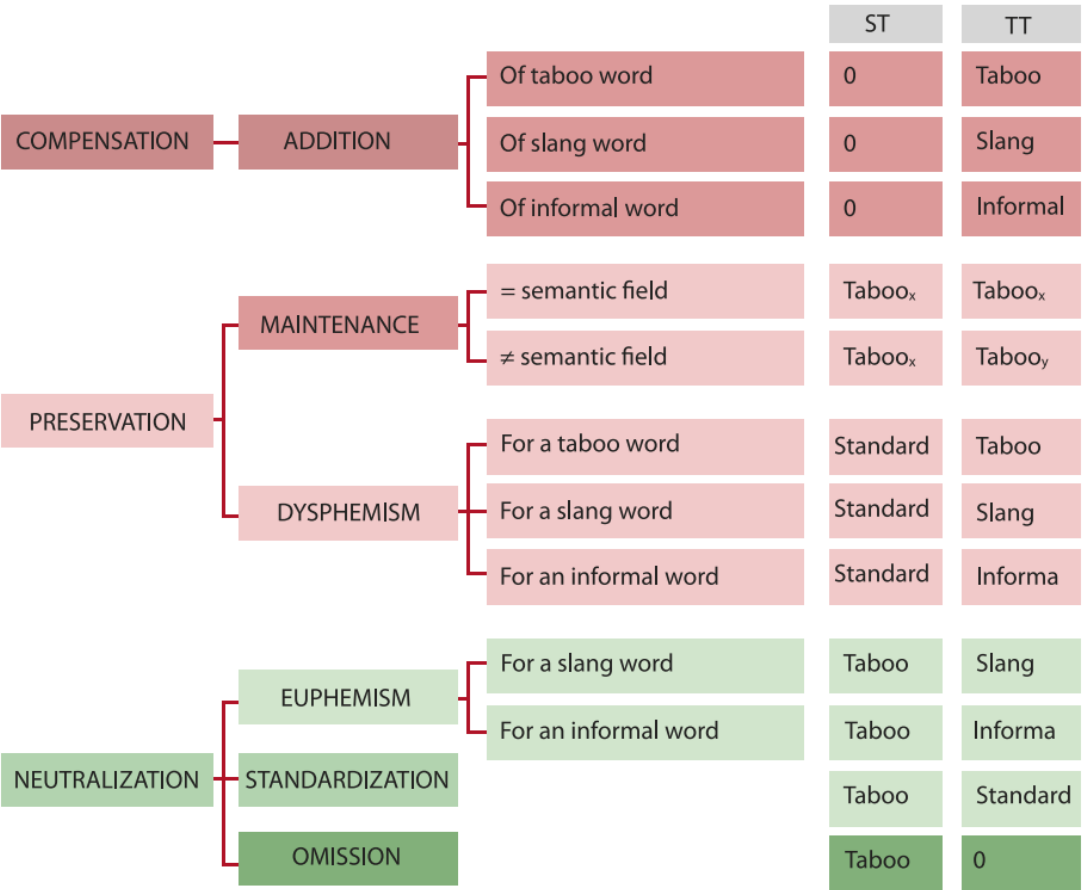 ST TT
Of taboo word 0 Taboo
COMPENSATION ADDITION Of slang word 0 Slang
Of informal word 0 Informal
= semantic field Tabooₓ Tabooₓ
MAINTENANCE
≠ semantic field Tabooₓ Tabooᵧ
PRESERVATION
For a taboo word Standard Taboo
DYSPHEMISM For a slang word Standard Slang
For an informal word Standard Informa
For a slang word Taboo Slang
EUPHEMISM
For an informal word Taboo Informa
NEUTRALIZATION STANDARDIZATION Taboo Standard
OMISSION Taboo 0